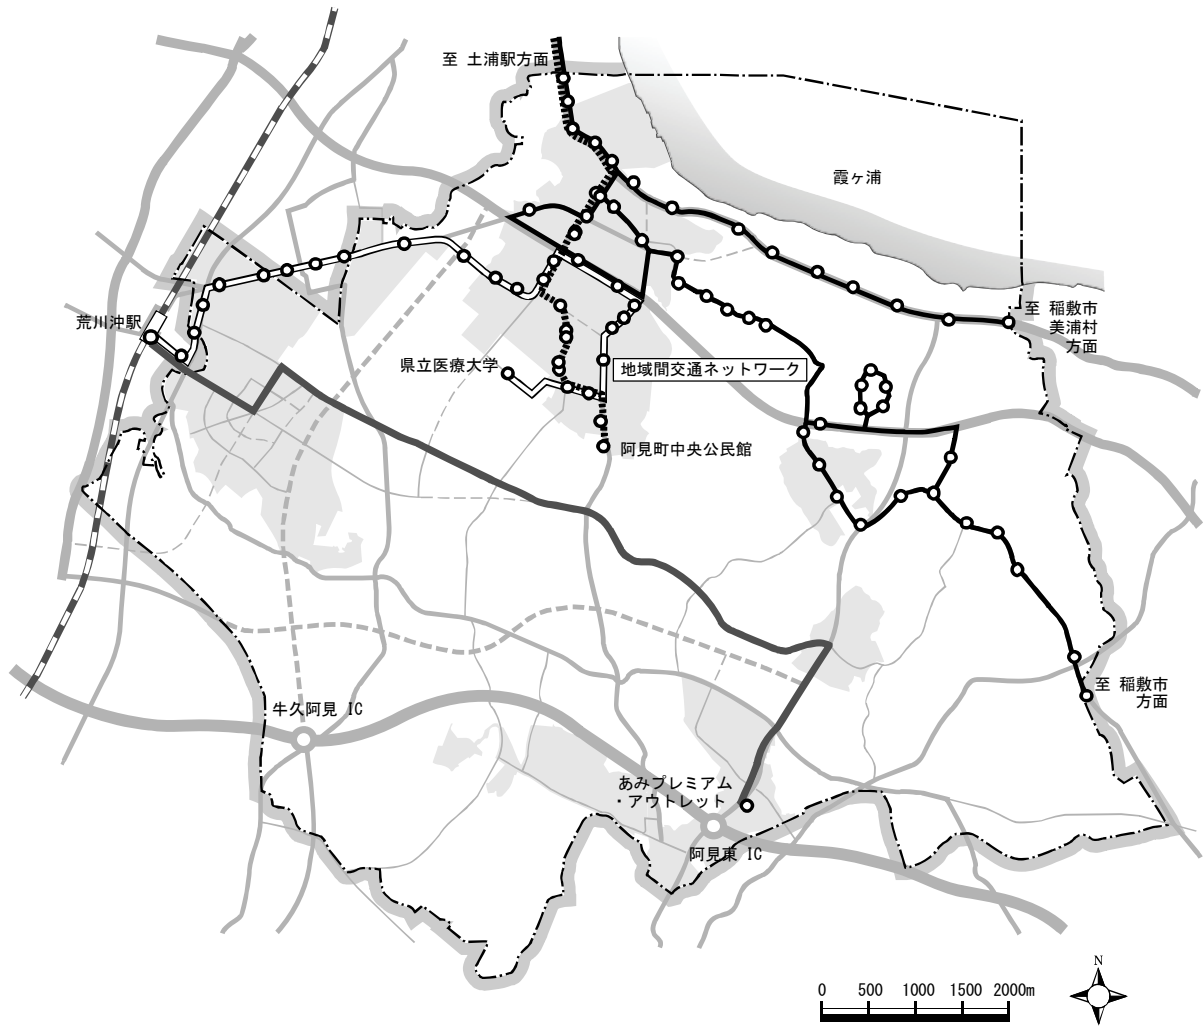 至 土浦駅方面
霞ヶ浦
荒川沖駅
至 稲敷市
美浦村
方面
県立医療大学
地域間交通ネットワーク
阿見町中央公民館
至 稲敷市
方面
牛久阿見 IC
あみプレミアム
・アウトレット
阿見東 IC
N
0 500 1000 1500 2000m